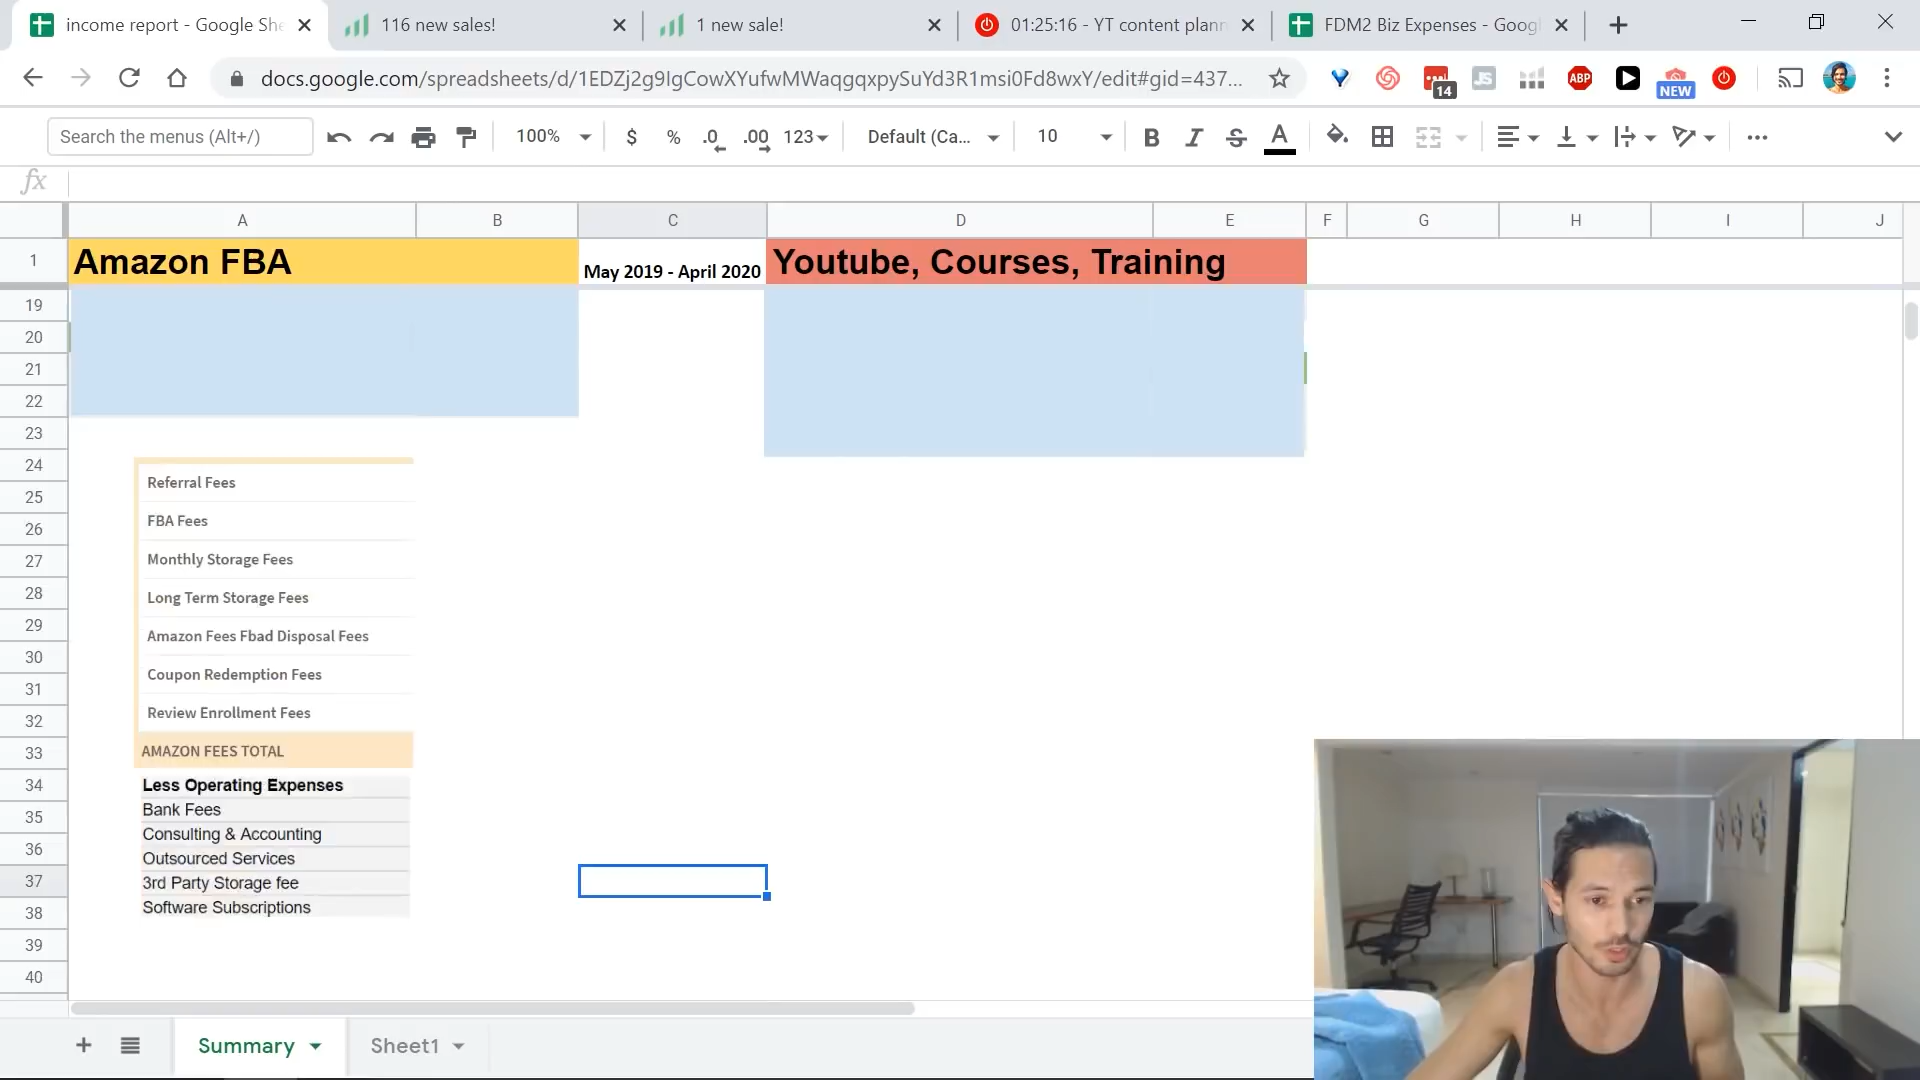 income report - Google She
116 new sales!
1 new sale!
01:25:16 - YT content plann
FDM2 Biz Expenses - Googl
docs.google.com/spreadsheets/d/1EDZj2g9IgCowXYufwMWaqgqxpySuYd3R1msi0Fd8wxY/edit#gid=437...
14
JS
ABP
NEW
Search the menus (Alt+/)
100%
$
%
.0
.00
123
Default (Ca...
10
B
I
S
A
fx
A
B
C
D
E
F
G
H
I
J
1
Amazon FBA
May 2019 - April 2020
Youtube, Courses, Training
19
20
21
22
23
24
25
26
27
28
29
30
31
32
33
34
35
36
37
38
39
40
Referral Fees
FBA Fees
Monthly Storage Fees
Long Term Storage Fees
Amazon Fees Fbad Disposal Fees
Coupon Redemption Fees
Review Enrollment Fees
AMAZON FEES TOTAL
Less Operating Expenses
Bank Fees
Consulting & Accounting
Outsourced Services
3rd Party Storage fee
Software Subscriptions
Summary
Sheet1